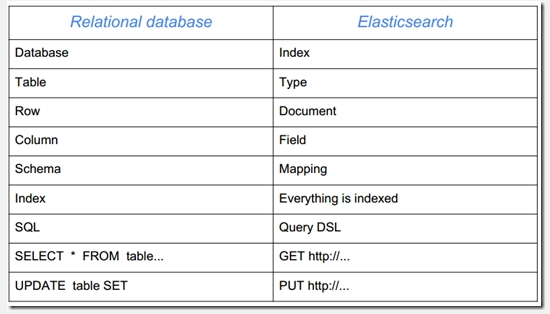 Relational database Elasticsearch
Database Index
Table Type
Row Document
Column Field
Schema Mapping
Index Everything is indexed
SQL Query DSL
SELECT * FROM table... GET http://...
UPDATE table SET PUT http://...